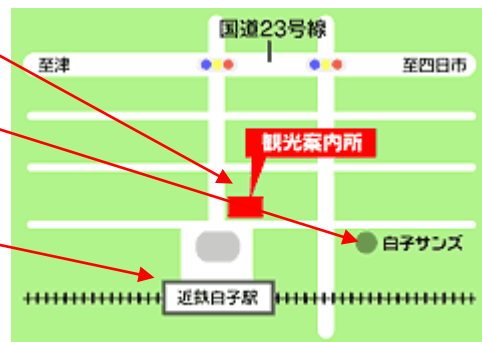 国道23号線
至津
至四日市
観光案内所
白子サンズ
近鉄白子駅